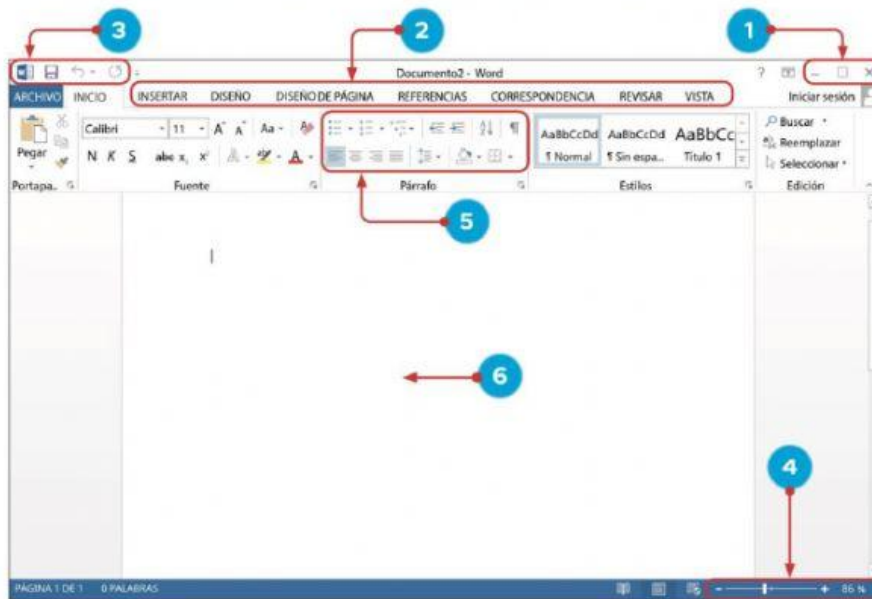 3
2
1
Documento2 - Word
?
ARCHIVO INICIO INSERTAR DISEÑO DISEÑO DE PÁGINA REFERENCIAS CORRESPONDENCIA REVISAR VISTA Iniciar sesión
Calibri 11 A A Aa
AaBbCcDd AaBbCcDd AaBbCc
Buscar
Pegar
N K S abc x, x² A A
¶ Normal ¶ Sin espa... Título 1
Reemplazar
Seleccionar
Portapa... Fuente Párrafo Estilos Edición
5
6
4
PÁGINA 1 DE 1 0 PALABRAS
- + 86 %